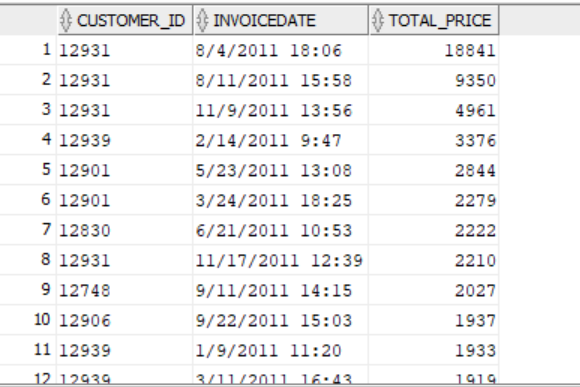 CUSTOMER_ID INVOICEDATE TOTAL_PRICE
1 12931 8/4/2011 18:06 18841
2 12931 8/11/2011 15:58 9350
3 12931 11/9/2011 13:56 4961
4 12939 2/14/2011 9:47 3376
5 12901 5/23/2011 13:08 2844
6 12901 3/24/2011 18:25 2279
7 12830 6/21/2011 10:53 2222
8 12931 11/17/2011 12:39 2210
9 12748 9/11/2011 14:15 2027
10 12906 9/22/2011 15:03 1937
11 12939 1/9/2011 11:20 1933
12 12939 3/11/2011 16:43 1919